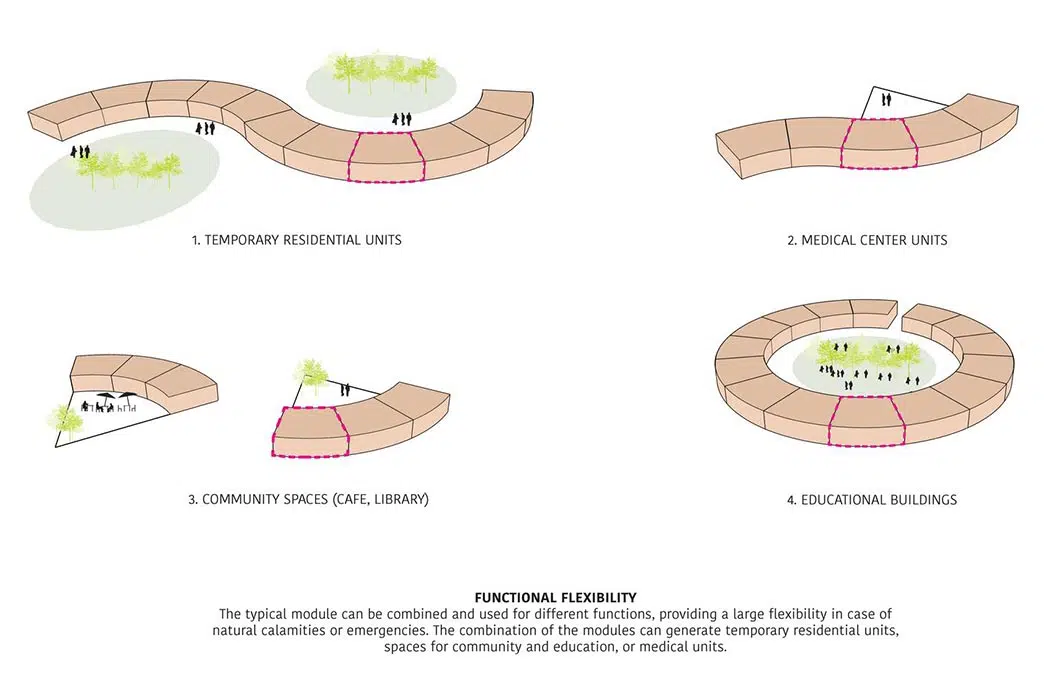 1. TEMPORARY RESIDENTIAL UNITS
2. MEDICAL CENTER UNITS
3. COMMUNITY SPACES (CAFE, LIBRARY)
4. EDUCATIONAL BUILDINGS
FUNCTIONAL FLEXIBILITY
The typical module can be combined and used for different functions, providing a large flexibility in case of
natural calamities or emergencies. The combination of the modules can generate temporary residential units,
spaces for community and education, or medical units.